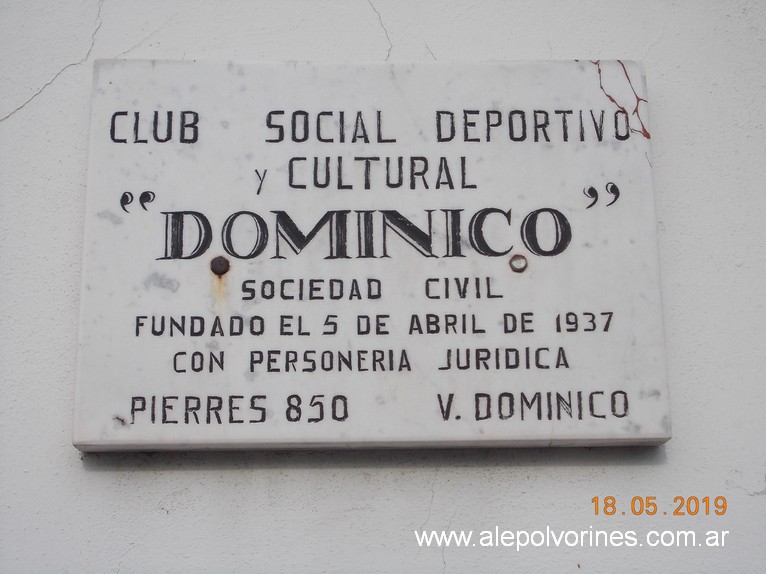 CLUB SOCIAL DEPORTIVO
y CULTURAL
“DOMINICO”
SOCIEDAD CIVIL
FUNDADO EL 5 DE ABRIL DE 1937
CON PERSONERIA JURIDICA
PIERRES 850 V. DOMINICO
18.05.2019
www.alepolvorines.com.ar